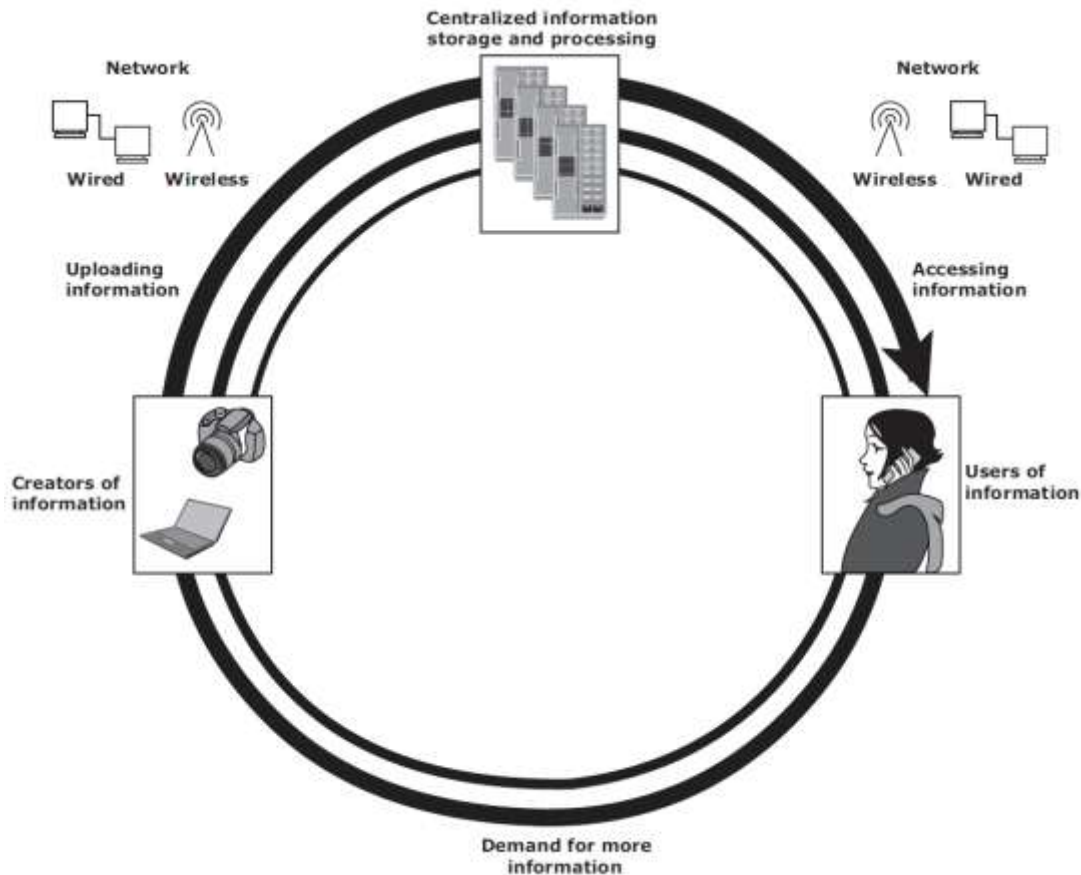 Centralized information
storage and processing
Network
Wired Wireless
Network
Wireless Wired
Uploading
information
Accessing
information
Creators of
information
Users of
information
Demand for more
information